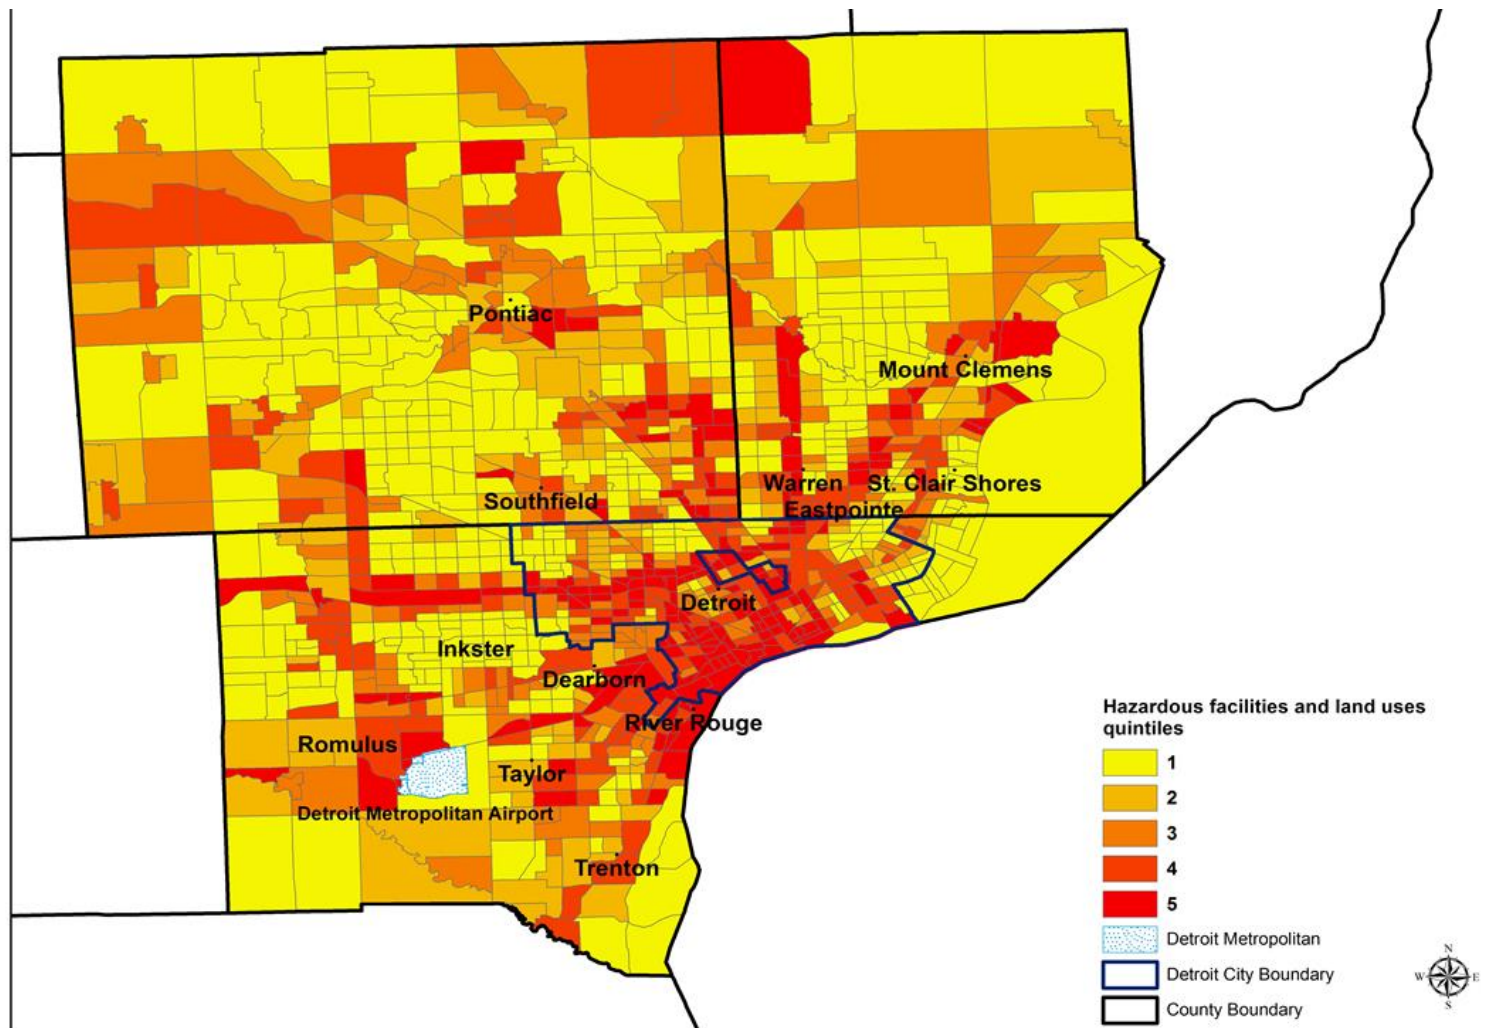 Pontiac
Mount Clemens
Warren
St. Clair Shores
Southfield
Eastpointe
Detroit
Inkster
Dearborn
River Rouge
Romulus
Taylor
Detroit Metropolitan Airport
Trenton
Hazardous facilities and land uses
quintiles
1
2
3
4
5
Detroit Metropolitan
Detroit City Boundary
County Boundary
N
W
E
S